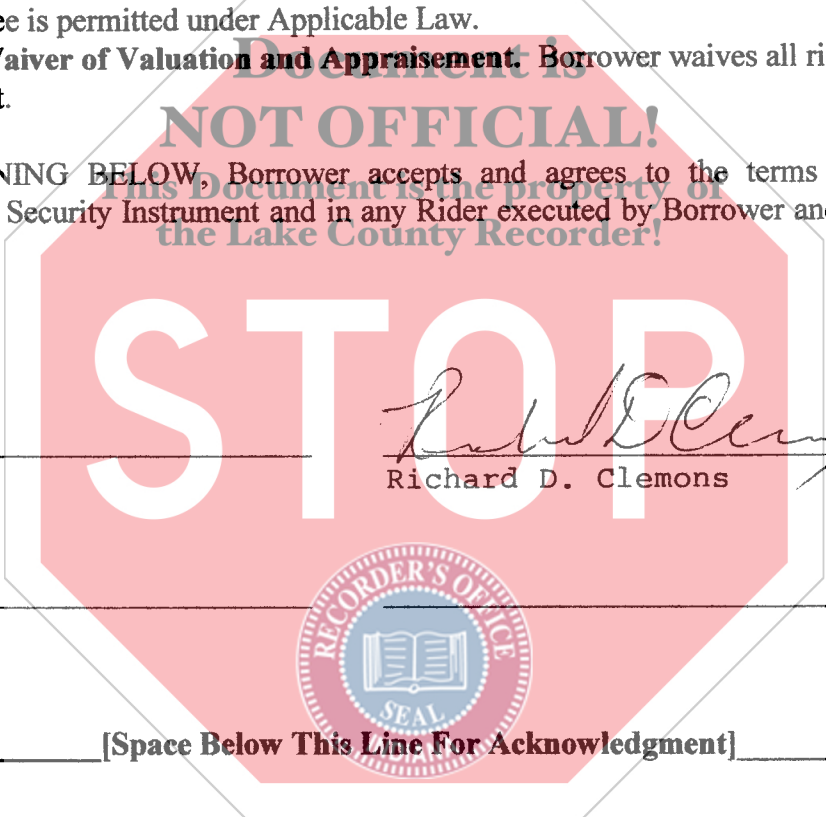 ee is permitted under Applicable Law.
Vaiver of Valuation and Appraisement. Borrower waives all ri
Document is
t.
NOT OFFICIAL!
NING BELOW, Borrower accepts and agrees to the terms
This Document is the property of
Security Instrument and in any Rider executed by Borrower and
the Lake County Recorder!
STOP
Richard D Clem
Richard D. Clemons
RECORDER'S OFFICE
SEAL
[Space Below This Line For Acknowledgment]